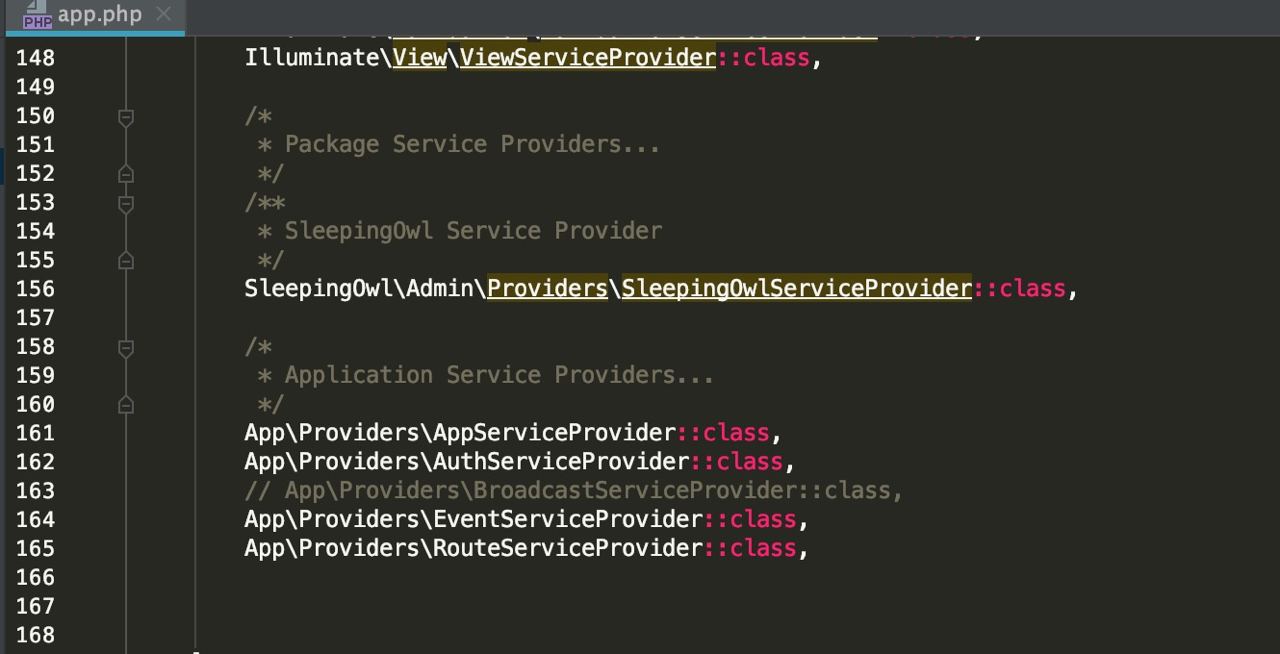 PHP app.php
148 Illuminate\View\ViewServiceProvider::class,
149
150 /*
151 * Package Service Providers...
152 */
153 /**
154 * SleepingOwl Service Provider
155 */
156 SleepingOwl\Admin\Providers\SleepingOwlServiceProvider::class,
157
158 /*
159 * Application Service Providers...
160 */
161 App\Providers\AppServiceProvider::class,
162 App\Providers\AuthServiceProvider::class,
163 // App\Providers\BroadcastServiceProvider::class,
164 App\Providers\EventServiceProvider::class,
165 App\Providers\RouteServiceProvider::class,
166
167
168